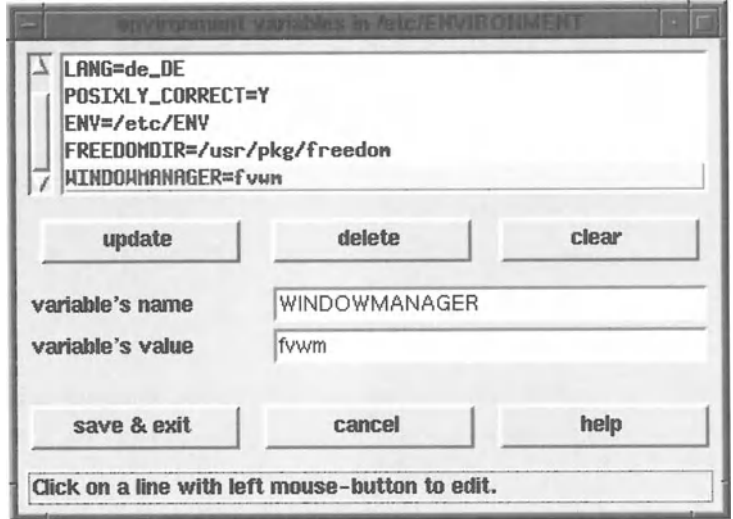 environment variables in /etc/ENVIRONMENT
LANG=de_DE
POSIXLY_CORRECT=Y
ENV=/etc/ENV
FREEDOMDIR=/usr/pkg/freedom
WINDOWMANAGER=fvwm
update delete clear
variable's name WINDOWMANAGER
variable's value fvwm
save & exit cancel help
Click on a line with left mouse-button to edit.